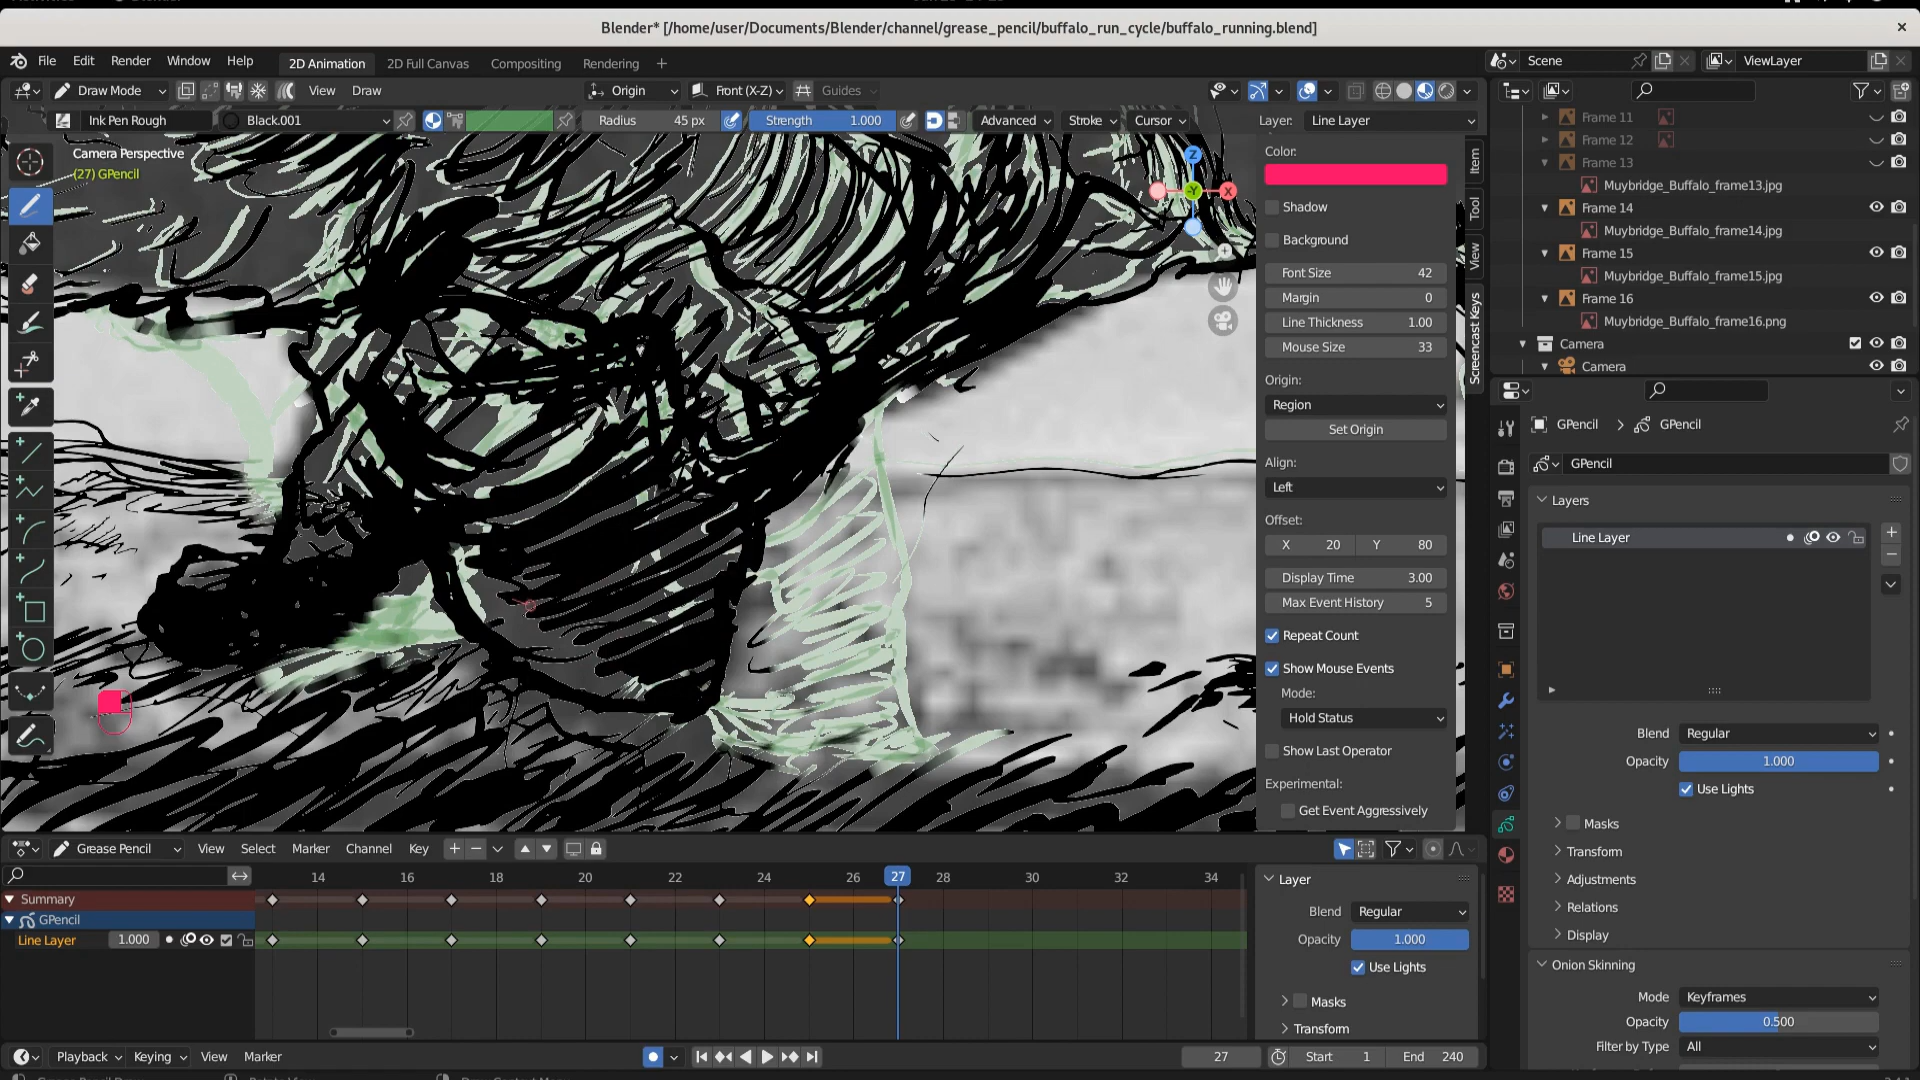 Blender* [/home/user/Documents/Blender/channel/grease_pencil/buffalo_run_cycle/buffalo_running.blend]
File Edit Render Window Help 2D Animation 2D Full Canvas Compositing Rendering Scene ViewLayer
Draw Mode View Draw Origin Front (X-Z) Guides
Ink Pen Rough Black.001 Radius 45 px Strength 1.000 Advanced Stroke Cursor Layer: Line Layer
Camera Perspective
(27) GPencil
Z
Y
X
Color:
Shadow
Background
Font Size 42
Margin 0
Line Thickness 1.00
Mouse Size 33
Origin:
Region
Set Origin
Align:
Left
Offset:
X 20 Y 80
Display Time 3.00
Max Event History 5
Repeat Count
Show Mouse Events
Mode:
Hold Status
Show Last Operator
Experimental:
Get Event Aggressively
Item
Tool
View
Screencast Keys
Frame 11
Frame 12
Frame 13
Muybridge_Buffalo_frame13.jpg
Frame 14
Muybridge_Buffalo_frame14.jpg
Frame 15
Muybridge_Buffalo_frame15.jpg
Frame 16
Muybridge_Buffalo_frame16.png
Camera
Camera
GPencil GPencil
GPencil
Layers
Line Layer
Blend Regular
Opacity 1.000
Use Lights
Masks
Transform
Adjustments
Relations
Display
Onion Skinning
Mode Keyframes
Opacity 0.500
Filter by Type All
Grease Pencil View Select Marker Channel Key
14 16 18 20 22 24 26 27 28 30 32 34
Summary
GPencil
Line Layer 1.000
Layer
Blend Regular
Opacity 1.000
Use Lights
Masks
Transform
Playback Keying View Marker 27 Start 1 End 240